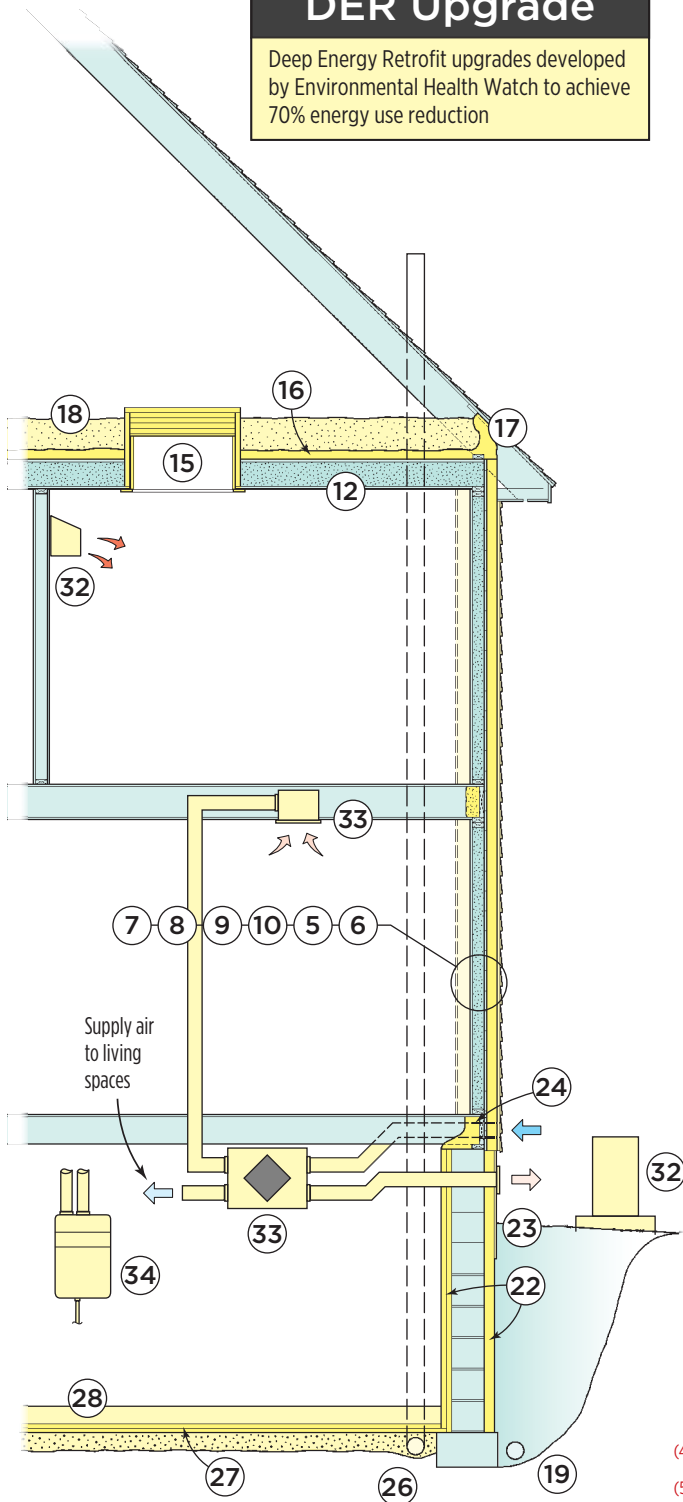 DER Upgrade
Deep Energy Retrofit upgrades developed
by Environmental Health Watch to achieve
70% energy use reduction
16
18
17
15
12
32
33
7 8 9 10 5 6
Supply air
to living
spaces
24
32
23
33
34
22
28
(4
27
26
19
(5